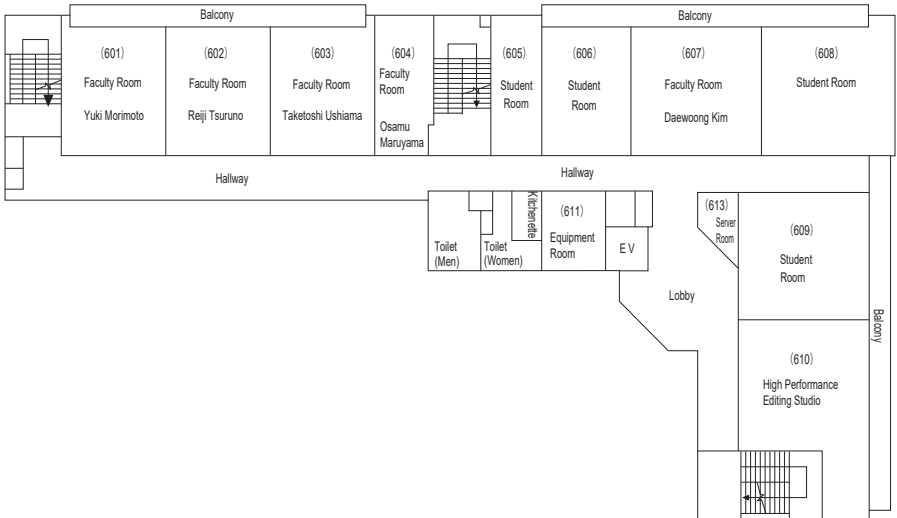 Balcony
Balcony
(601)
Faculty Room
Yuki Morimoto
(602)
Faculty Room
Reiji Tsuruno
(603)
Faculty Room
Taketoshi Ushiama
(604)
Faculty
Room
Osamu
Maruyama
(605)
Student
Room
(606)
Student
Room
(607)
Faculty Room
Daewoong Kim
(608)
Student Room
Hallway
Hallway
Toilet
(Men)
Toilet
(Women)
Kitchenette
(611)
Equipment
Room
EV
(613)
Server
Room
(609)
Student
Room
Lobby
Balcony
(610)
High Performance
Editing Studio